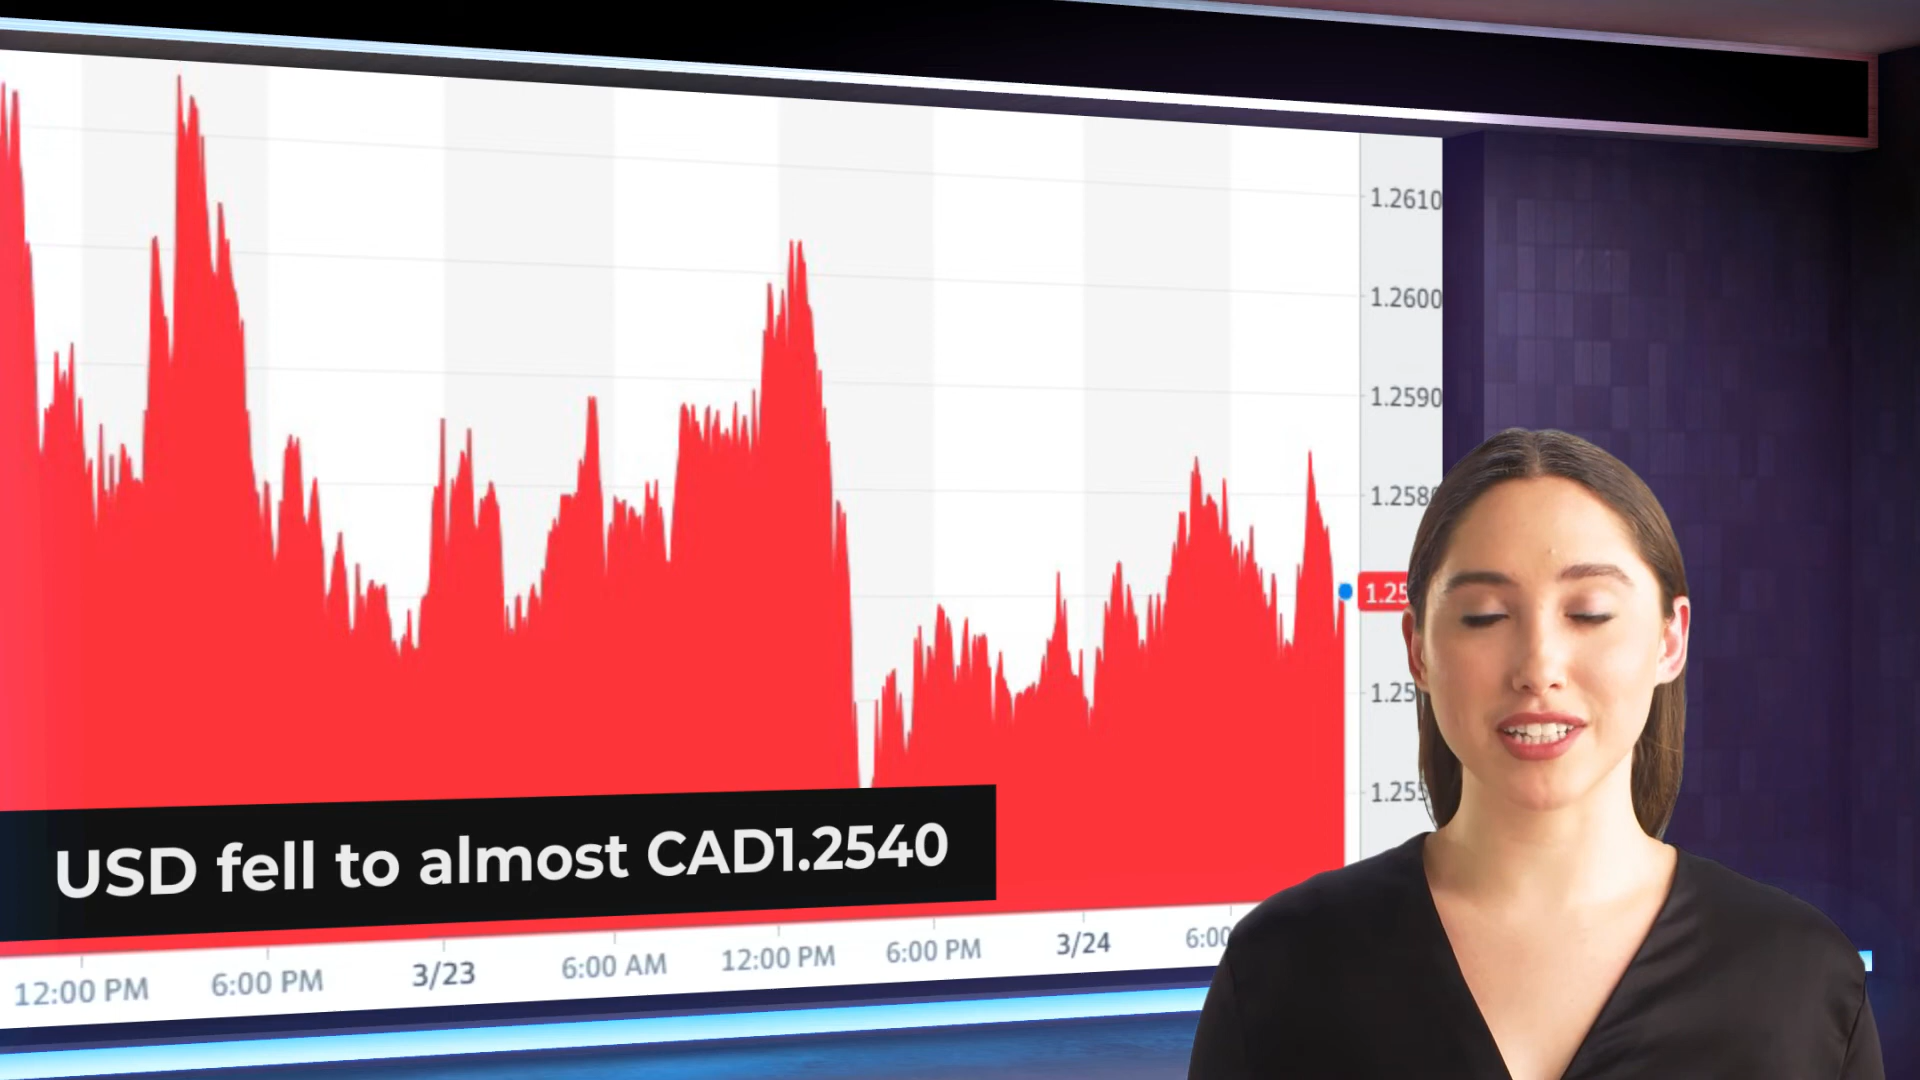 1.2610
1.2600
1.2590
USD fell to almost CAD1.2540
12:00 PM
6:00 PM
3/23
6:00 AM
12:00 PM
6:00 PM
3/24